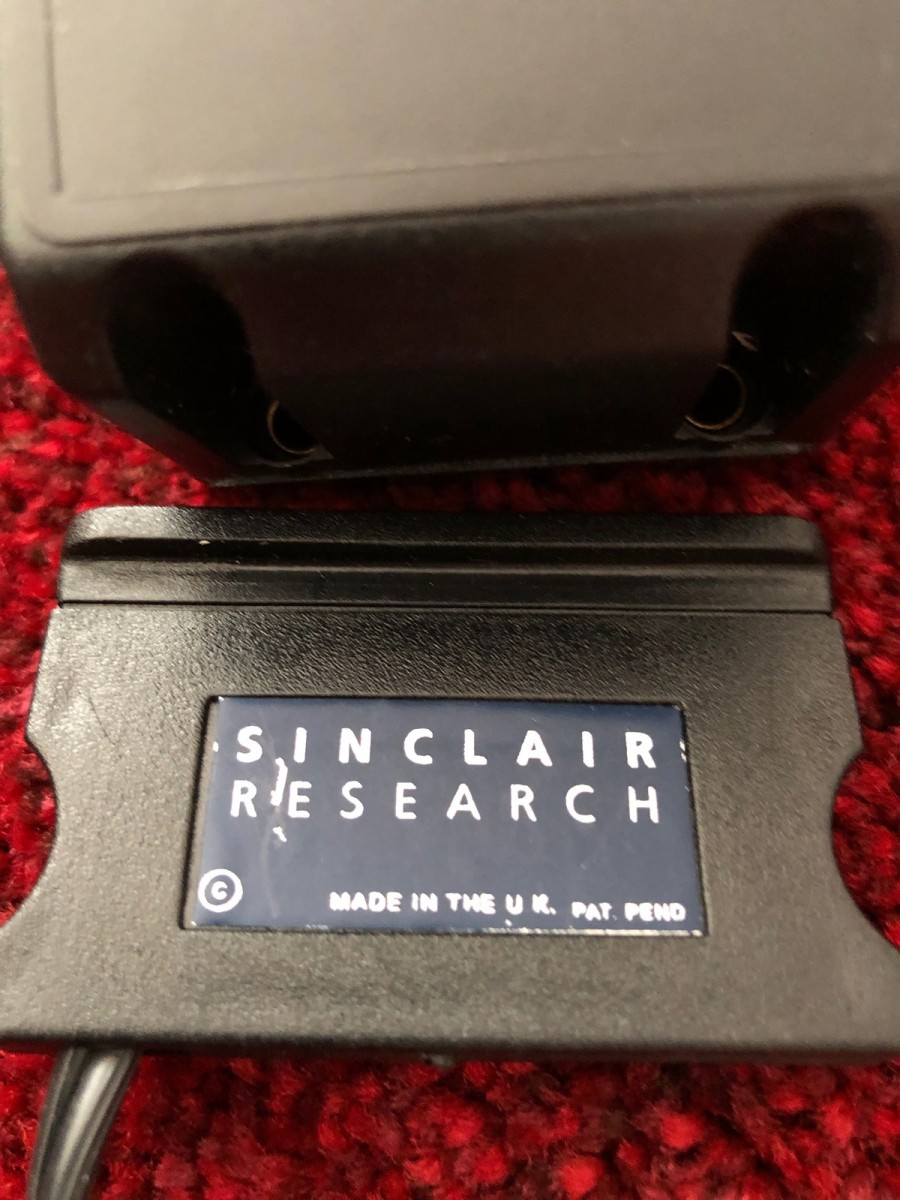 SINCLAIR
RESEARCH
© MADE IN THE U K. PAT. PEND